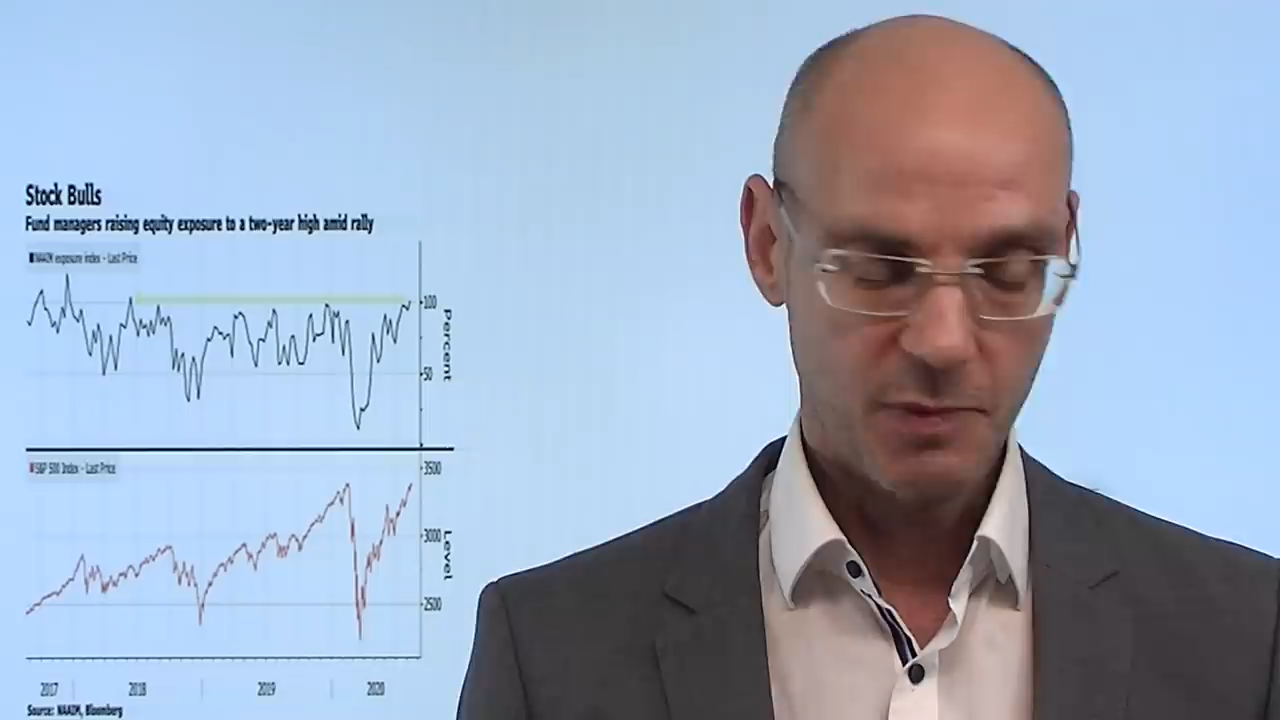 Stock Bulls
Fund managers raising equity exposure to a two-year high amid rally
NAAIM exposure index - Last Price
100
Percent
50
S&P 500 Index - Last Price
3500
3000
Level
2500
2017 2018 2019 2020
Source: NAAIM, Bloomberg